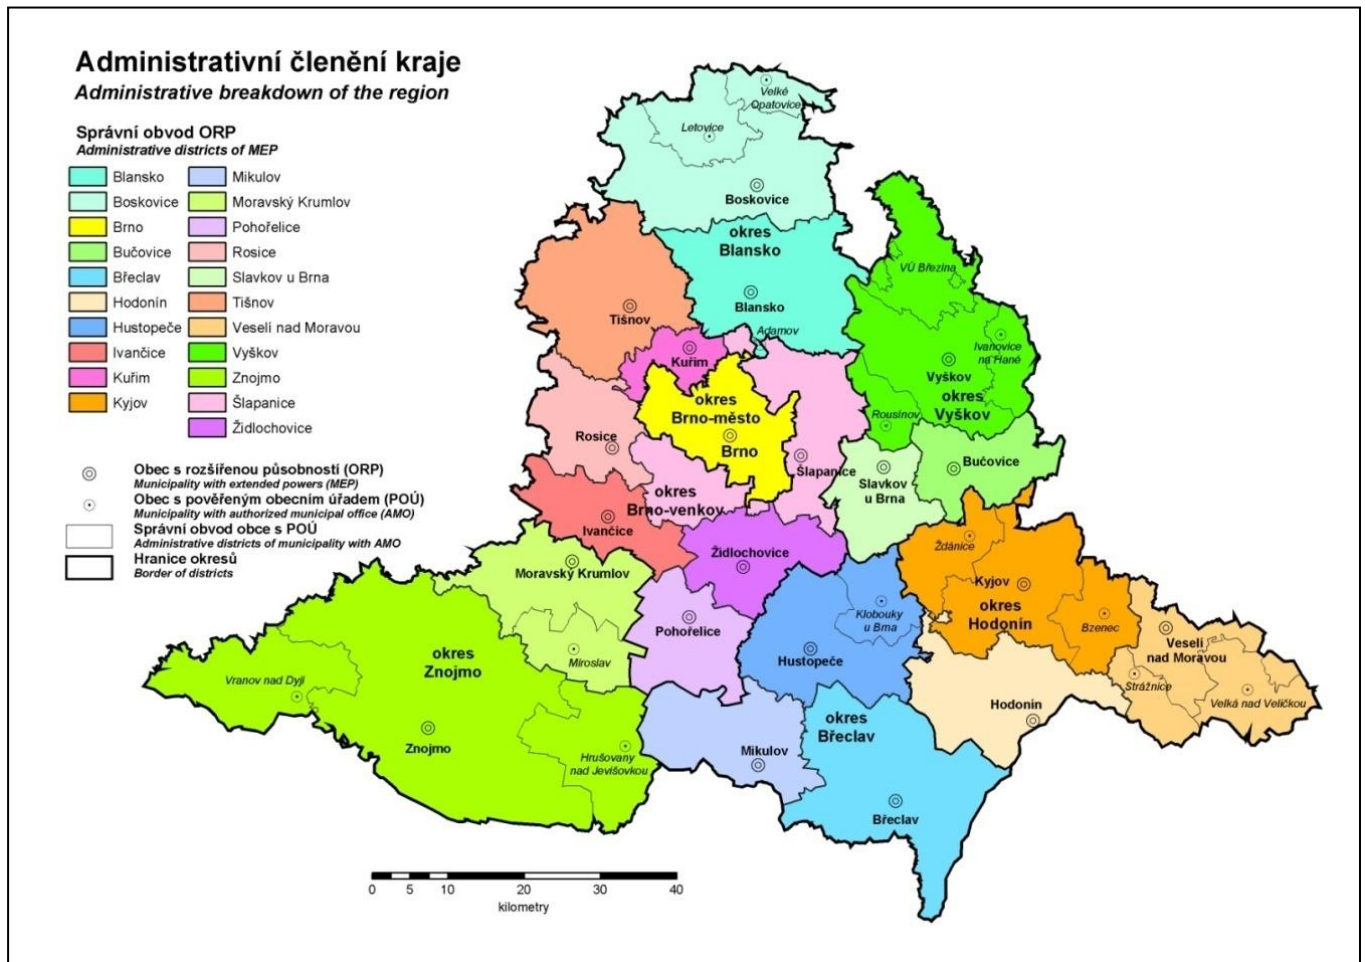 Administrativní členění kraje
Administrative breakdown of the region
Správní obvod ORP
Administrative districts of MEP
Blansko
Boskovice
Brno
Bučovice
Břeclav
Hodonín
Hustopeče
Ivančice
Kuřim
Kyjov
Mikulov
Moravský Krumlov
Pohořelice
Rosice
Slavkov u Brna
Tišnov
Veselí nad Moravou
Vyškov
Znojmo
Šlapanice
Židlochovice
Obec s rozšířenou působností (ORP)
Municipality with extended powers (MEP)
Obec s pověřeným obecním úřadem (POÚ)
Municipality with authorized municipal office (AMO)
Správní obvod obce s POÚ
Administrative districts of municipality with AMO
Hranice okresů
Border of districts
Velké
Opatovice
Letovice
Boskovice
okres
Blansko
Blansko
Adamov
VÚ Březina
Ivanovice
na Hané
Vyškov
okres
Vyškov
Rousínov
Tišnov
Kuřim
okres
Brno-město
Brno
Rosice
Šlapanice
Slavkov
u Brna
Bučovice
okres
Brno-venkov
Ivančice
Židlochovice
Ždánice
Kyjov
okres
Hodonín
Bzenec
Moravský Krumlov
Pohořelice
Klobouky
u Brna
Hustopeče
Veselí
nad Moravou
Strážnice
Velká nad Veličkou
Miroslav
okres
Znojmo
Vranov nad Dyjí
Znojmo
Hrušovany
nad Jevišovkou
Mikulov
okres
Břeclav
Hodonín
Břeclav
0 5 10 20 30 40
kilometry